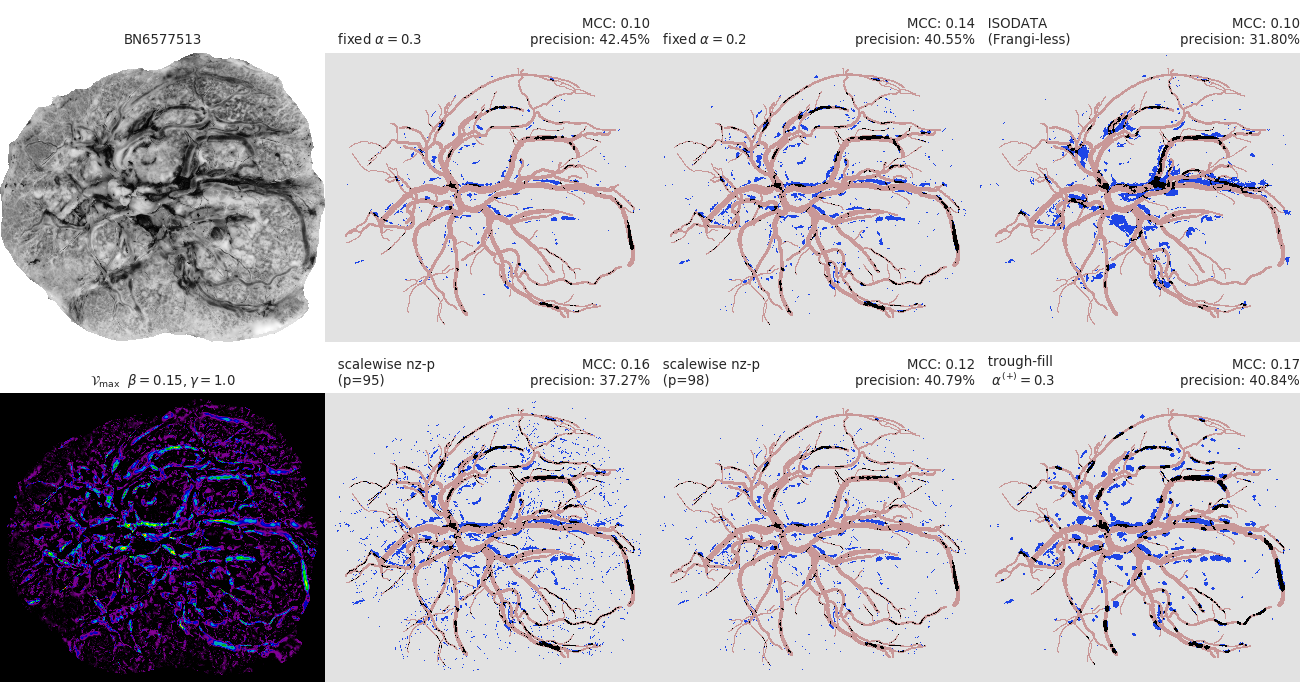 BN6577513
fixed α = 0.3
MCC: 0.10
precision: 42.45%
fixed α = 0.2
MCC: 0.14
precision: 40.55%
ISODATA
(Frangi-less)
MCC: 0.10
precision: 31.80%
𝒱max β = 0.15, γ = 1.0
scalewise nz-p
(p=95)
MCC: 0.16
precision: 37.27%
scalewise nz-p
(p=98)
MCC: 0.12
precision: 40.79%
trough-fill
α(+) = 0.3
MCC: 0.17
precision: 40.84%